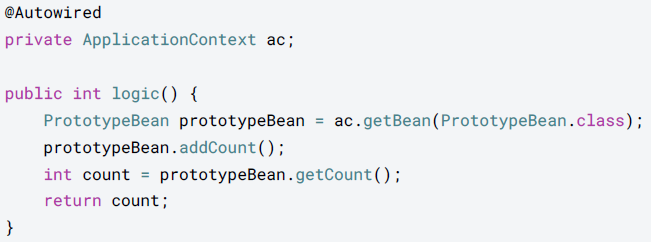 @Autowired
private ApplicationContext ac;
public int logic() {
PrototypeBean prototypeBean = ac.getBean(PrototypeBean.class);
prototypeBean.addCount();
int count = prototypeBean.getCount();
return count;
}